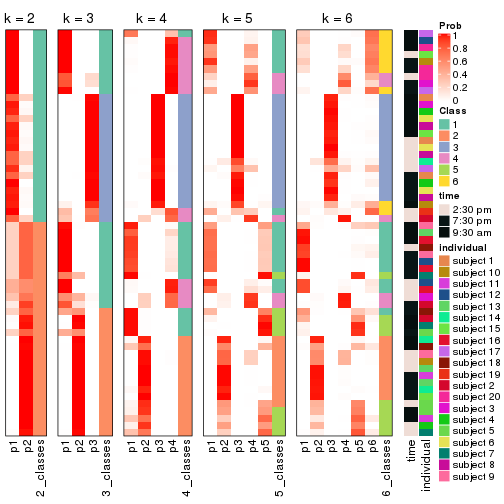 k = 2
k = 3
k = 4
k = 5
k = 6
p1
p2
2_classes
p1
p2
p3
3_classes
p1
p2
p3
p4
4_classes
p1
p2
p3
p4
p5
5_classes
p1
p2
p3
p4
p5
p6
6_classes
time
individual
Prob
1
0.8
0.6
0.4
0.2
0
Class
1
2
3
4
5
6
time
2:30 pm
7:30 pm
9:30 am
individual
subject 1
subject 10
subject 11
subject 12
subject 13
subject 14
subject 15
subject 16
subject 17
subject 18
subject 19
subject 2
subject 20
subject 3
subject 4
subject 5
subject 6
subject 7
subject 8
subject 9